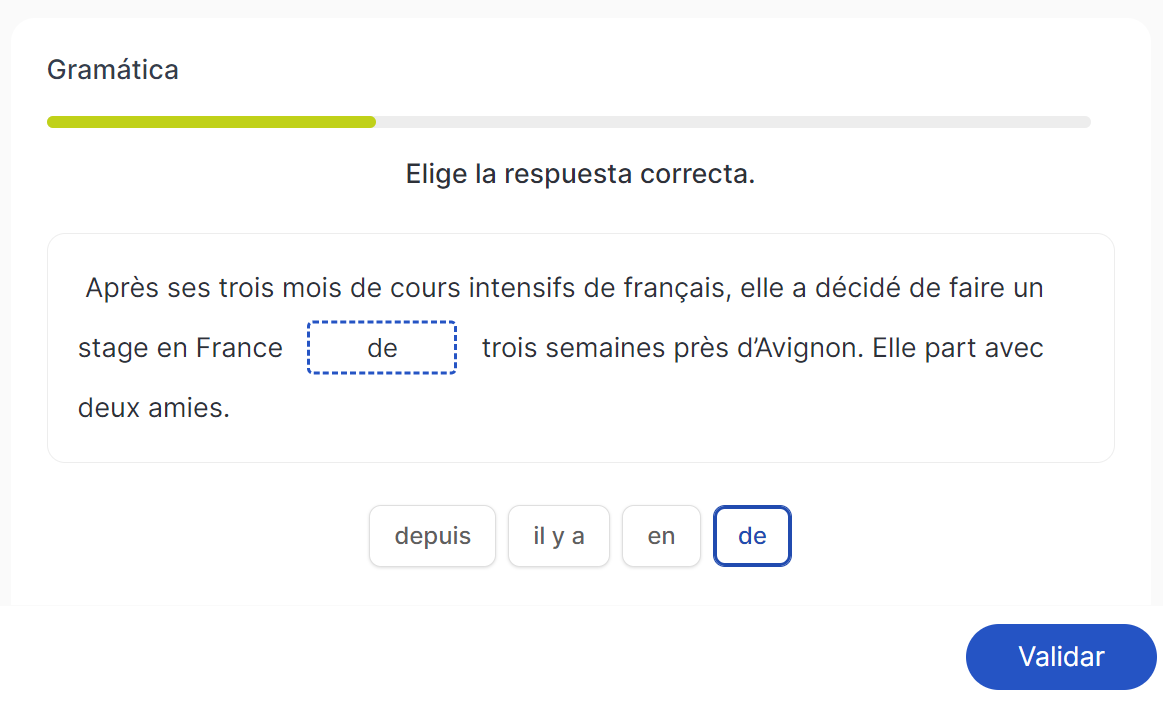 Gramática
Elige la respuesta correcta.
Après ses trois mois de cours intensifs de français, elle a décidé de faire un
stage en France de trois semaines près d’Avignon. Elle part avec
deux amies.
depuis il y a en de
Validar